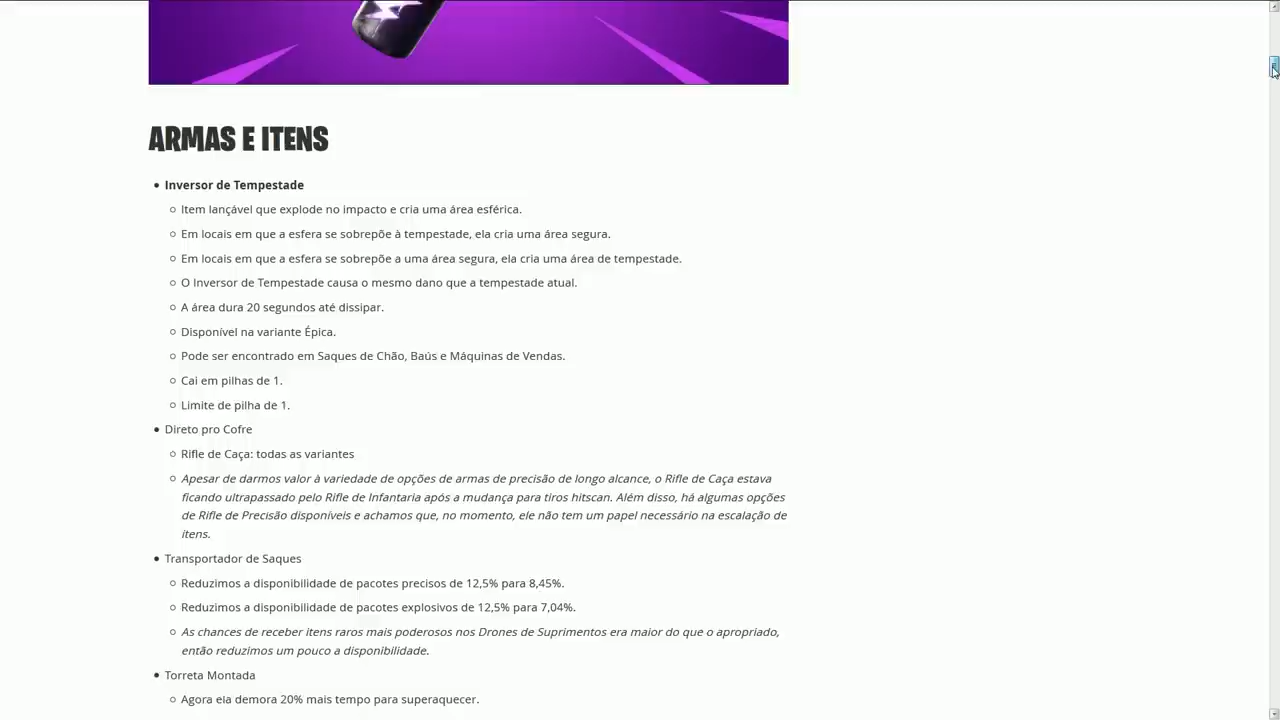 ARMAS E ITENS
Inversor de Tempestade
Item lançável que explode no impacto e cria uma área esférica.
Em locais em que a esfera se sobrepõe à tempestade, ela cria uma área segura.
Em locais em que a esfera se sobrepõe a uma área segura, ela cria uma área de tempestade.
O Inversor de Tempestade causa o mesmo dano que a tempestade atual.
A área dura 20 segundos até dissipar.
Disponível na variante Épica.
Pode ser encontrado em Saques de Chão, Baús e Máquinas de Vendas.
Cai em pilhas de 1.
Limite de pilha de 1.
Direto pro Cofre
Rifle de Caça: todas as variantes
Apesar de darmos valor à variedade de opções de armas de precisão de longo alcance, o Rifle de Caça estava
ficando ultrapassado pelo Rifle de Infantaria após a mudança para tiros hitscan. Além disso, há algumas opções
de Rifle de Precisão disponíveis e achamos que, no momento, ele não tem um papel necessário na escalação de
itens.
Transportador de Saques
Reduzimos a disponibilidade de pacotes precisos de 12,5% para 8,45%.
Reduzimos a disponibilidade de pacotes explosivos de 12,5% para 7,04%.
As chances de receber itens raros mais poderosos nos Drones de Suprimentos era maior do que o apropriado,
então reduzimos um pouco a disponibilidade.
Torreta Montada
Agora ela demora 20% mais tempo para superaquecer.